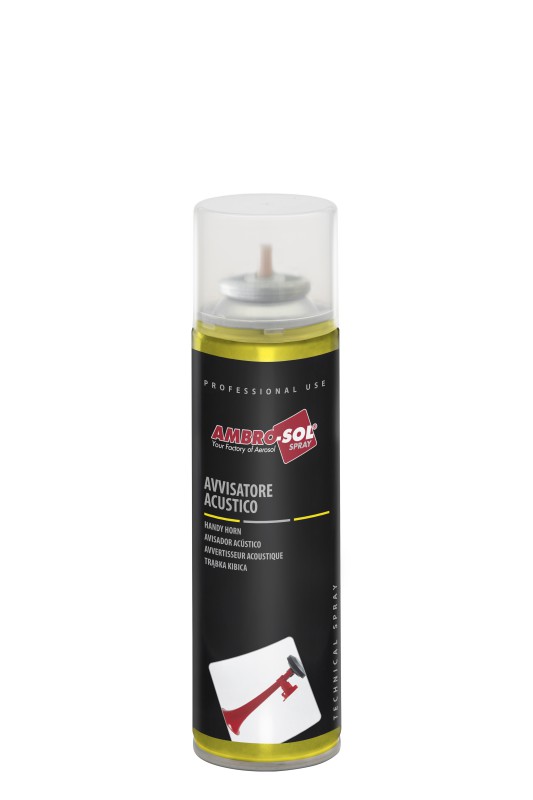 PROFESSIONAL USE
AMBRO-SOL®
SPRAY
Your Factory of Aerosol
AVVISATORE
ACUSTICO
HANDY HORN
AVISADOR ACÚSTICO
AVVERTISSEUR ACOUSTIQUE
TRĄBKA KIBICA
TECHNICAL SPRAY